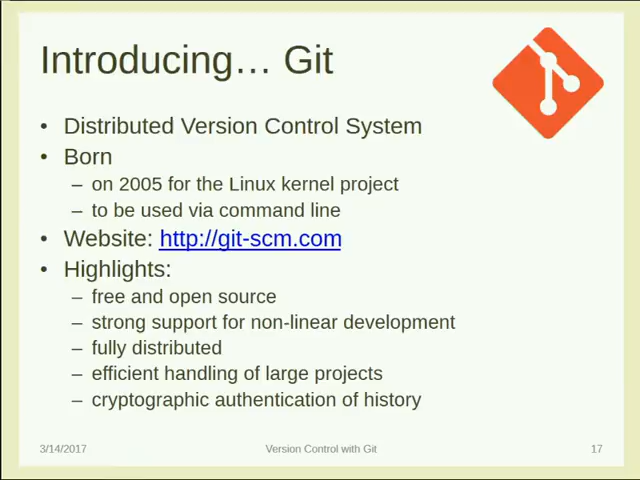 Introducing… Git
• Distributed Version Control System
• Born
– on 2005 for the Linux kernel project
– to be used via command line
• Website: http://git-scm.com
• Highlights:
– free and open source
– strong support for non-linear development
– fully distributed
– efficient handling of large projects
– cryptographic authentication of history
3/14/2017 Version Control with Git 17